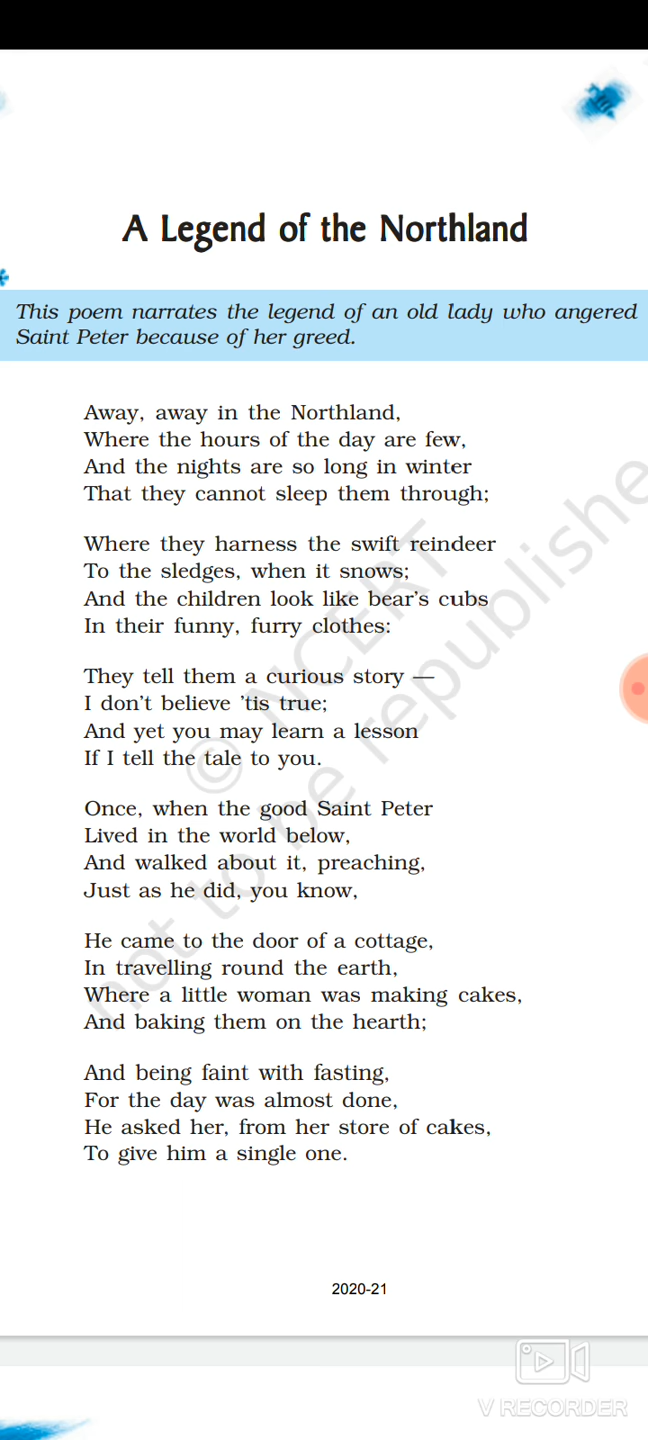 A Legend of the Northland
This poem narrates the legend of an old lady who angered
Saint Peter because of her greed.
Away, away in the Northland,
Where the hours of the day are few,
And the nights are so long in winter
That they cannot sleep them through;
Where they harness the swift reindeer
To the sledges, when it snows;
And the children look like bear's cubs
In their funny, furry clothes:
They tell them a curious story —
I don't believe 'tis true;
And yet you may learn a lesson
If I tell the tale to you.
Once, when the good Saint Peter
Lived in the world below,
And walked about it, preaching,
Just as he did, you know,
He came to the door of a cottage,
In travelling round the earth,
Where a little woman was making cakes,
And baking them on the hearth;
And being faint with fasting,
For the day was almost done,
He asked her, from her store of cakes,
To give him a single one.
© NCERT
not to be republishe
2020-21
V RECORDER